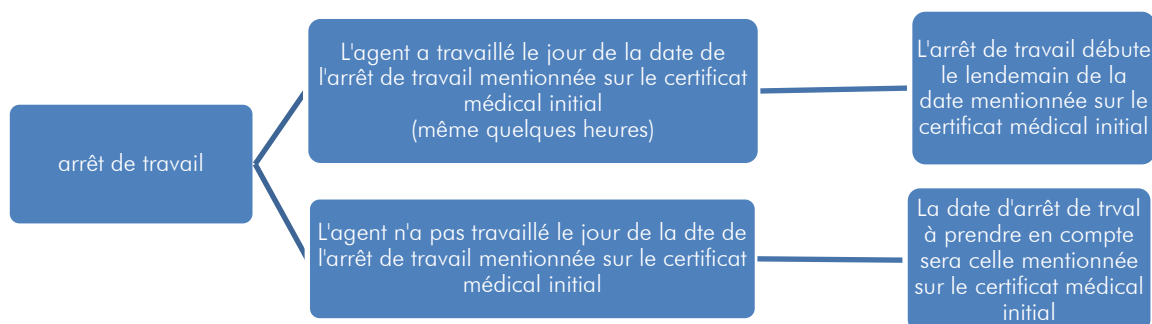 arrêt de travail
L'agent a travaillé le jour de la date de
l'arrêt de travail mentionnée sur le certificat
médical initial
(même quelques heures)
L'arrêt de travail débute
le lendemain de la
date mentionnée sur le
certificat médical initial
L'agent n'a pas travaillé le jour de la dte de
l'arrêt de travail mentionnée sur le certificat
médical initial
La date d'arrêt de trval
à prendre en compte
sera celle mentionnée
sur le certificat médical
initial